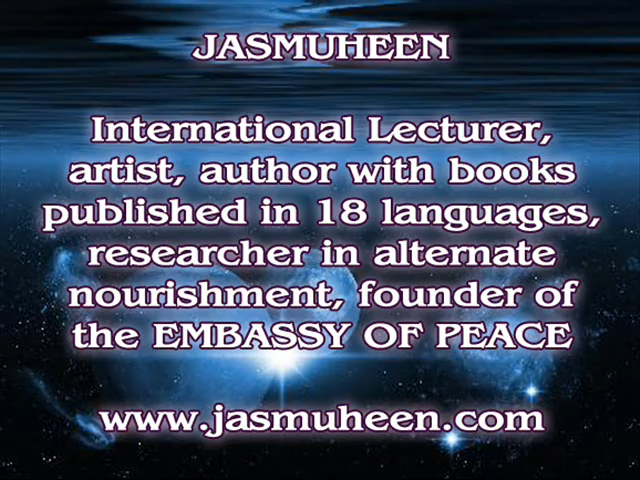 JASMUHEEN
International Lecturer,
artist, author with books
published in 18 languages,
researcher in alternate
nourishment, founder of
the EMBASSY OF PEACE
www.jasmuheen.com